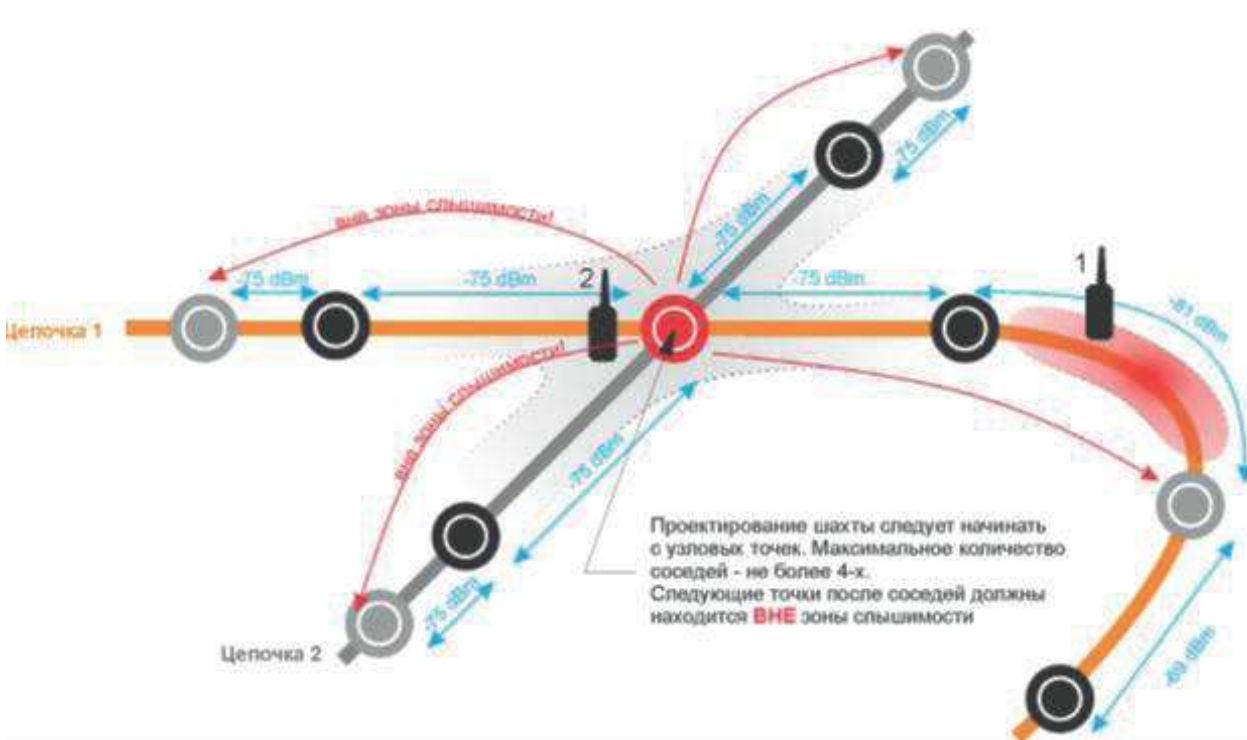 -75 dBm
-75 dBm
вне зоны слышимости!
-75 dBm
-75 dBm
2
-75 dBm
1
-81 dBm
Цепочка 1
вне зоны слышимости!
-75 dBm
Проектирование шахты следует начинать
с узловых точек. Максимальное количество
соседей - не более 4-х.
Следующие точки после соседей должны
находится ВНЕ зоны слышимости
-75 dBm
Цепочка 2
-69 dBm